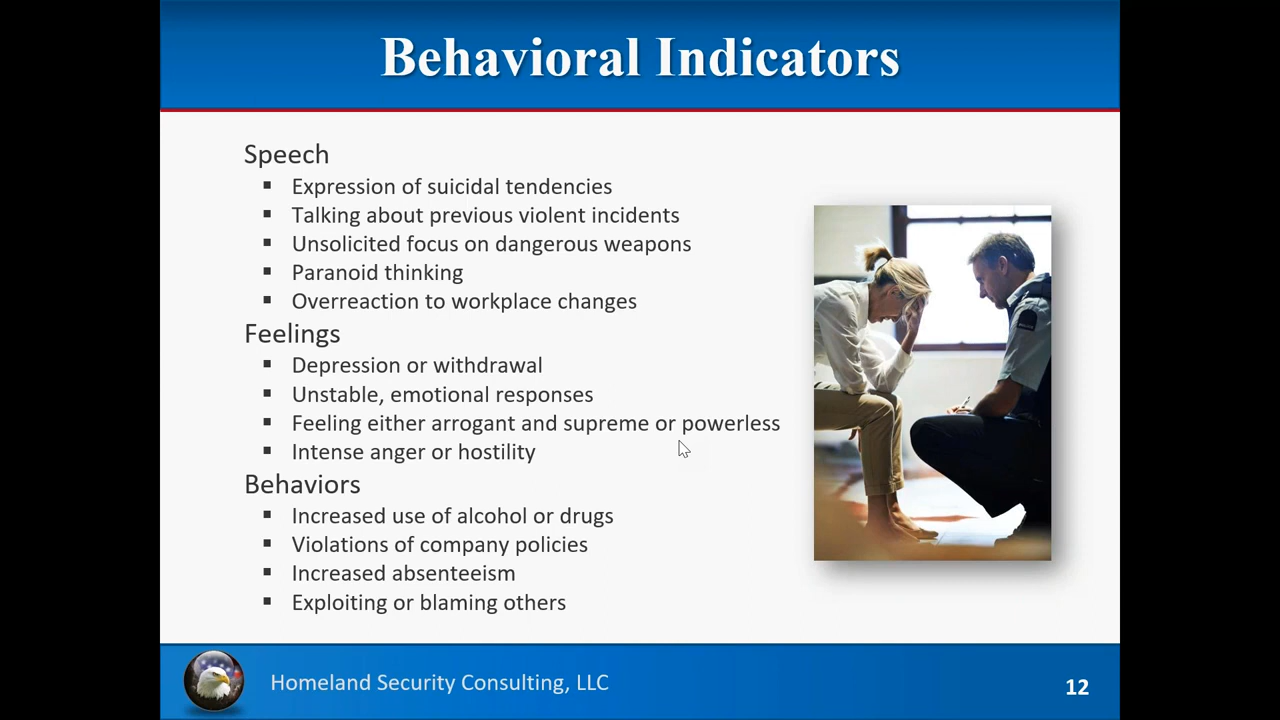 Behavioral Indicators
Speech
▪ Expression of suicidal tendencies
▪ Talking about previous violent incidents
▪ Unsolicited focus on dangerous weapons
▪ Paranoid thinking
▪ Overreaction to workplace changes
Feelings
▪ Depression or withdrawal
▪ Unstable, emotional responses
▪ Feeling either arrogant and supreme or powerless
▪ Intense anger or hostility
Behaviors
▪ Increased use of alcohol or drugs
▪ Violations of company policies
▪ Increased absenteeism
▪ Exploiting or blaming others
Homeland Security Consulting, LLC
12